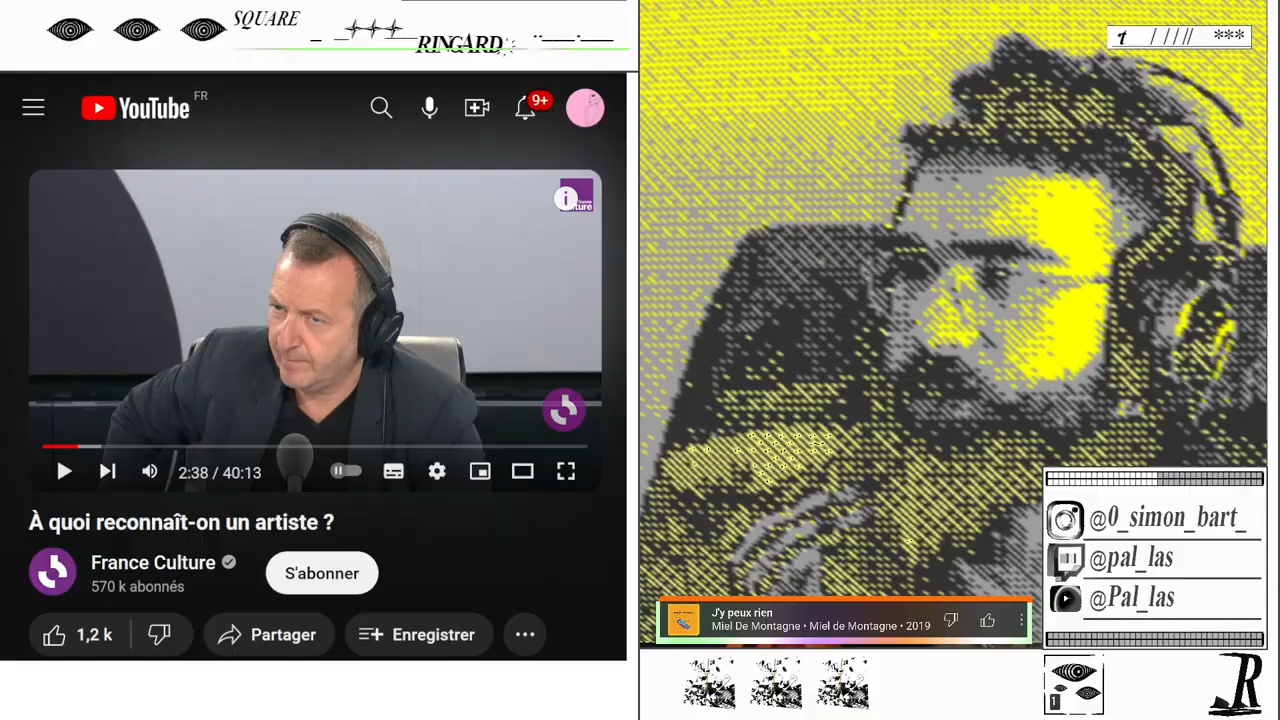 SQUARE
RINGARD
t ///// ***
YouTube FR
9+
i
2:38 / 40:13
À quoi reconnaît-on un artiste ?
France Culture
570 k abonnés
S'abonner
1,2 k
Partager
Enregistrer
J'y peux rien
Miel De Montagne • Miel de Montagne • 2019
@0_simon_bart_
@pal_las
@Pal_las
1
R